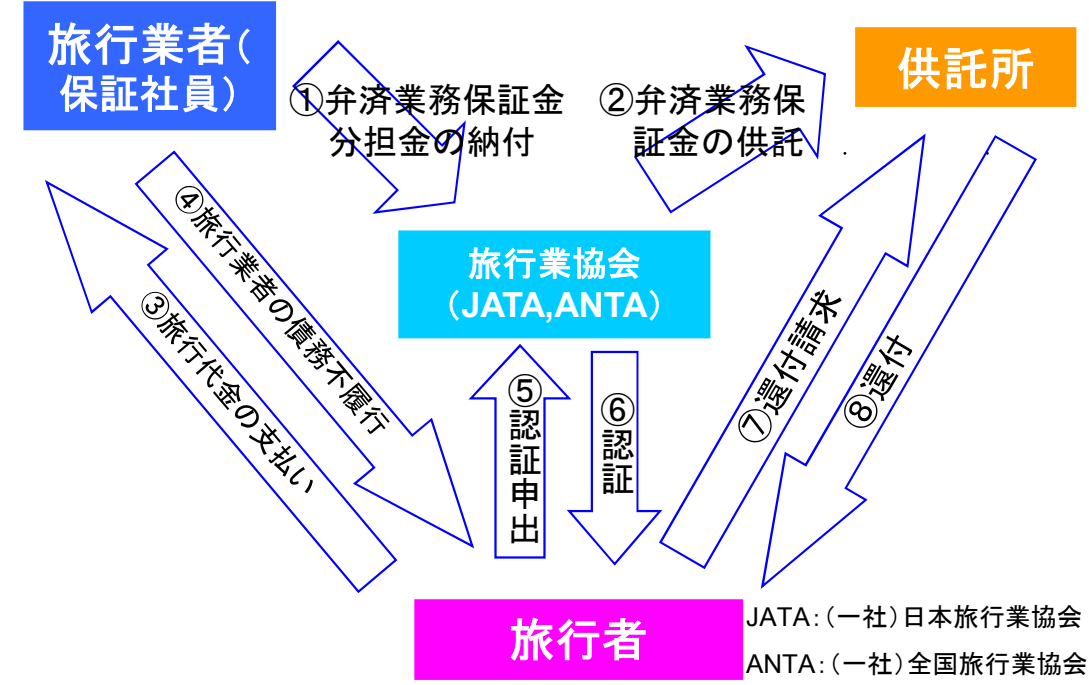 旅行業者(
保証社員)
供託所
①弁済業務保証金
分担金の納付
②弁済業務保
証金の供託
④旅行業者の債務不履行
③旅行代金の支払い
旅行業協会
(JATA,ANTA)
⑤認証申出
⑥認証
⑦還付請求
⑧還付
旅行者
JATA:(一社)日本旅行業協会
ANTA:(一社)全国旅行業協会